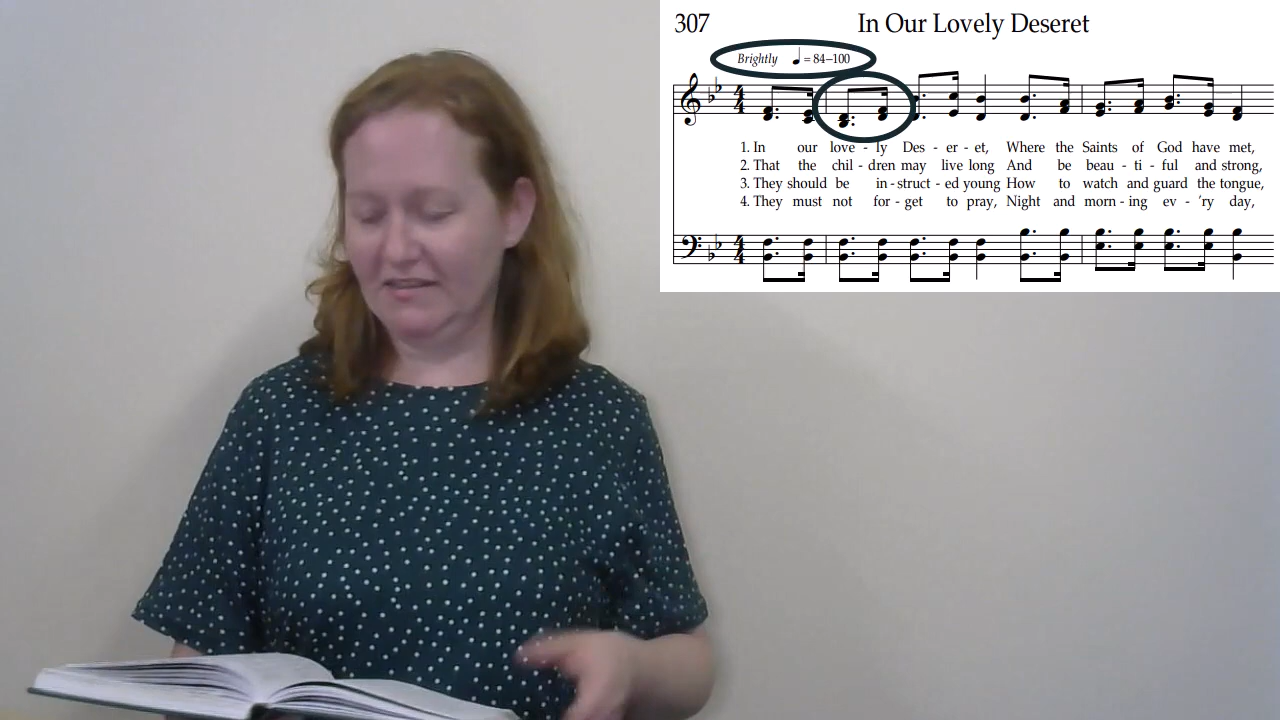 307 In Our Lovely Deseret
Brightly ♩ = 84–100
1. In our love - ly Des - er - et, Where the Saints of God have met,
2. That the chil - dren may live long And be beau - ti - ful and strong,
3. They should be in - struct - ed young How to watch and guard the tongue,
4. They must not for - get to pray, Night and morn - ing ev - 'ry day,